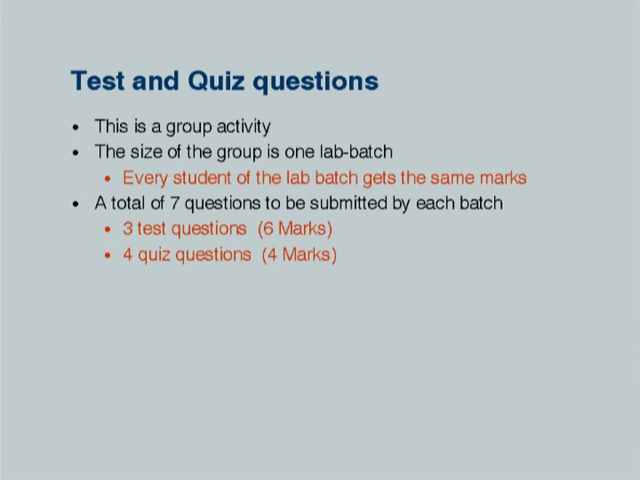 Test and Quiz questions
• This is a group activity
• The size of the group is one lab-batch
• Every student of the lab batch gets the same marks
• A total of 7 questions to be submitted by each batch
• 3 test questions (6 Marks)
• 4 quiz questions (4 Marks)